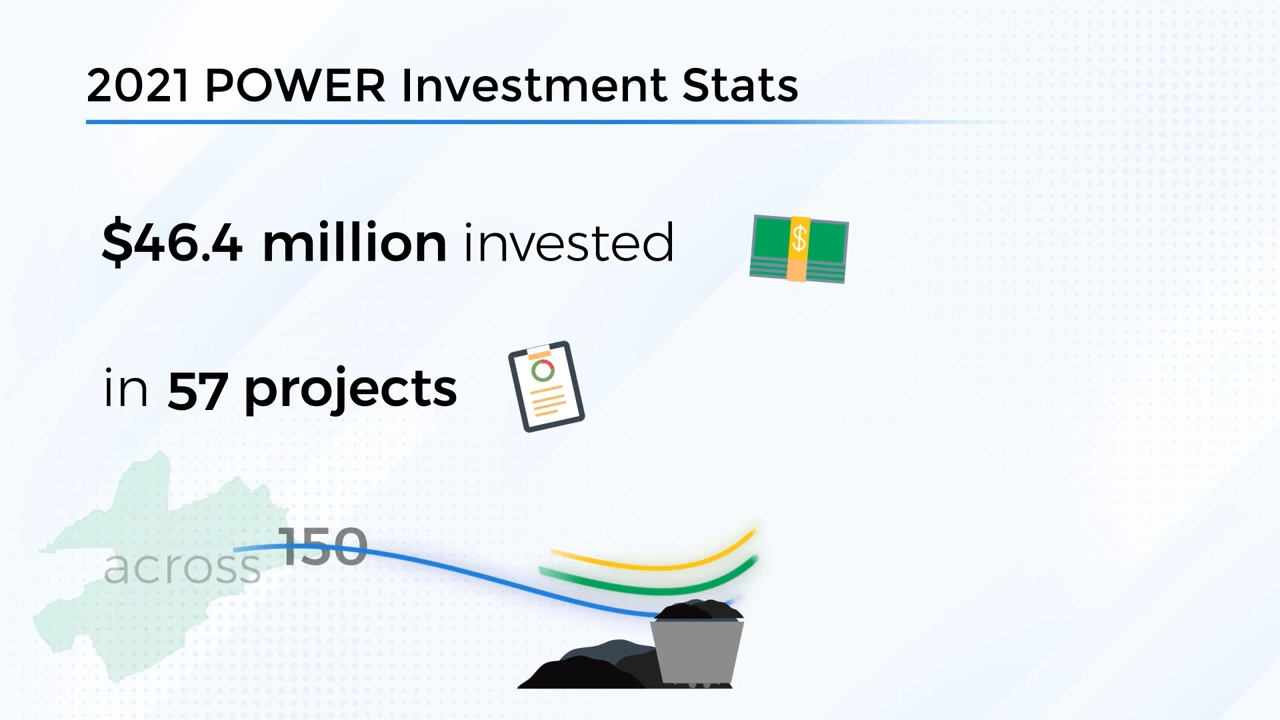 2021 POWER Investment Stats
$46.4 million invested
$
in 57 projects
across 150